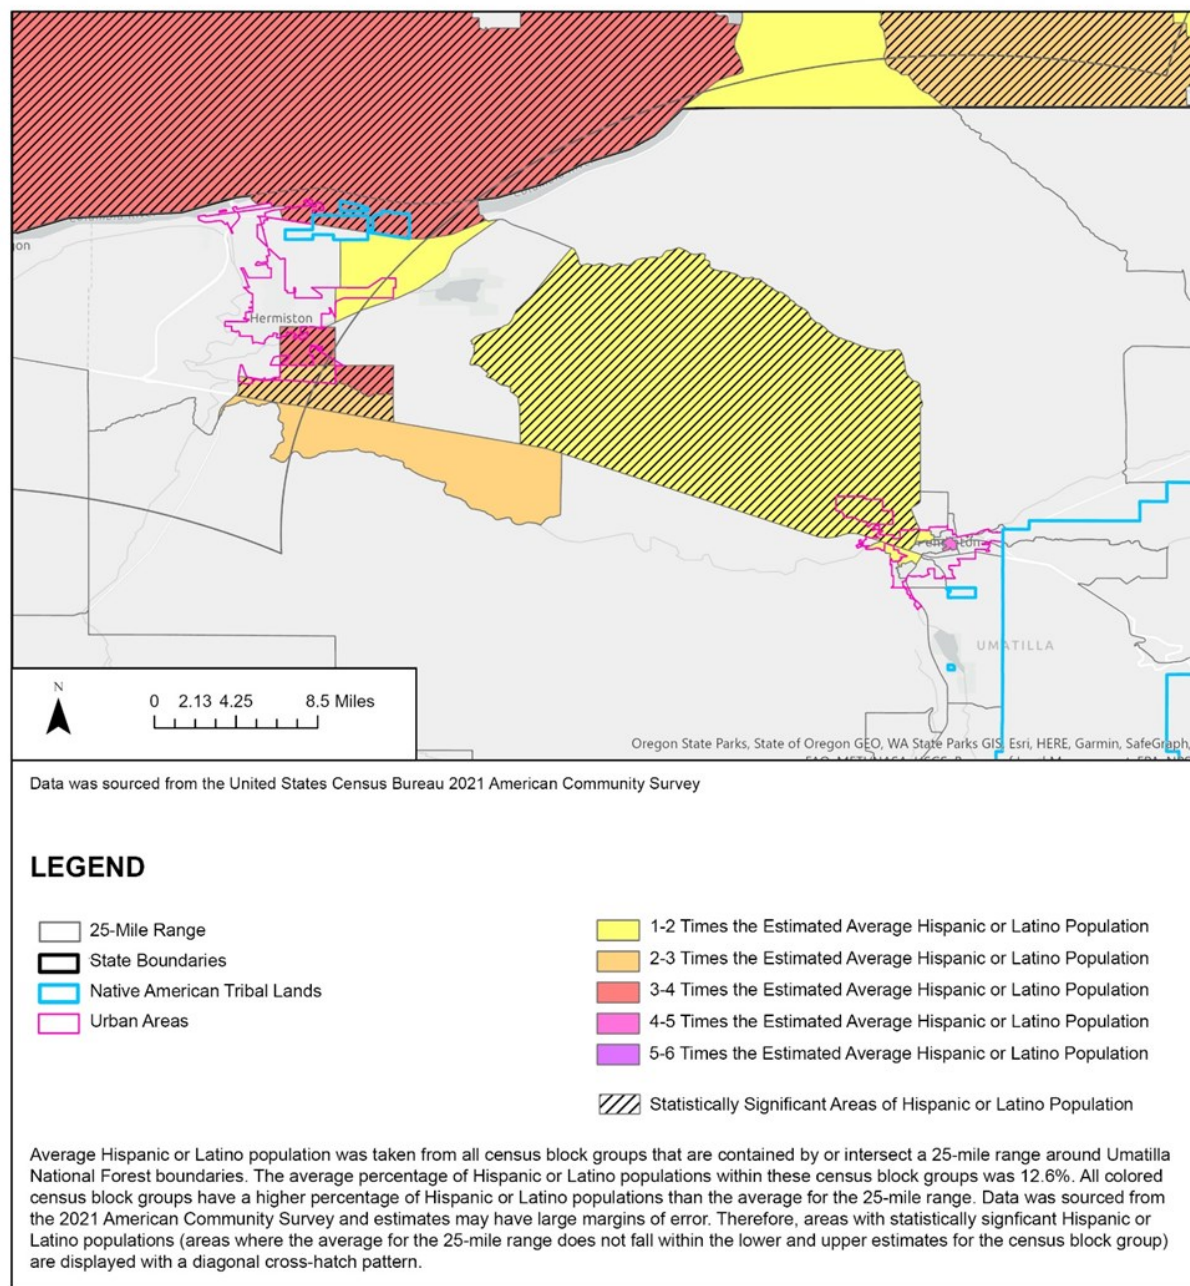 Hermiston
UMATILLA
N
0 2.13 4.25 8.5 Miles
Oregon State Parks, State of Oregon GEO, WA State Parks GIS, Esri, HERE, Garmin, SafeGraph,
Data was sourced from the United States Census Bureau 2021 American Community Survey
LEGEND
25-Mile Range
State Boundaries
Native American Tribal Lands
Urban Areas
1-2 Times the Estimated Average Hispanic or Latino Population
2-3 Times the Estimated Average Hispanic or Latino Population
3-4 Times the Estimated Average Hispanic or Latino Population
4-5 Times the Estimated Average Hispanic or Latino Population
5-6 Times the Estimated Average Hispanic or Latino Population
Statistically Significant Areas of Hispanic or Latino Population
Average Hispanic or Latino population was taken from all census block groups that are contained by or intersect a 25-mile range around Umatilla
National Forest boundaries. The average percentage of Hispanic or Latino populations within these census block groups was 12.6%. All colored
census block groups have a higher percentage of Hispanic or Latino populations than the average for the 25-mile range. Data was sourced from
the 2021 American Community Survey and estimates may have large margins of error. Therefore, areas with statistically signficant Hispanic or
Latino populations (areas where the average for the 25-mile range does not fall within the lower and upper estimates for the census block group)
are displayed with a diagonal cross-hatch pattern.